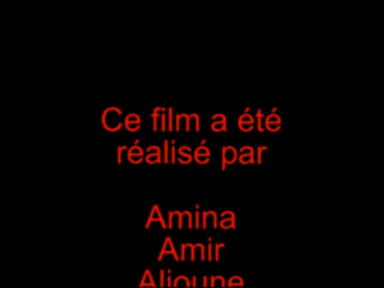 Ce film a été
réalisé par
Amina
Amir
Alioune